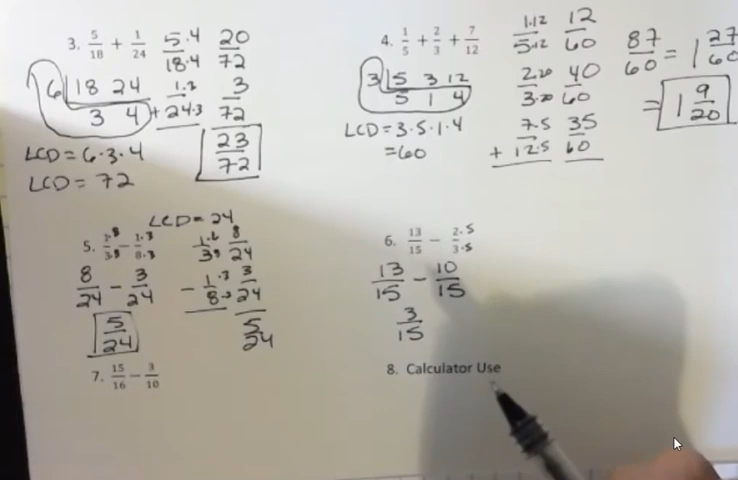 3. 5/18 + 1/24
5·4/18·4 20/72
6 18 24
3 4
+ 1·3/24·3 3/72
23/72
LCD = 6·3·4
LCD = 72
4. 1/5 + 2/3 + 7/12
1·12/5·12 12/60
87/60 = 1 27/60
= 1 9/20
3 5 3 12
5 1 4
2·20/3·20 40/60
LCD = 3·5·1·4
= 60
+ 7·5/12·5 35/60
LCD = 24
5. 1·8/3·8 − 1·3/8·3
8/24 − 3/24
5/24
8/24
− 1·3/8·3 3/24
5/24
6. 13/15 − 2·5/3·5
13/15 − 10/15
3/15
7. 15/16 − 3/10
8. Calculator Use